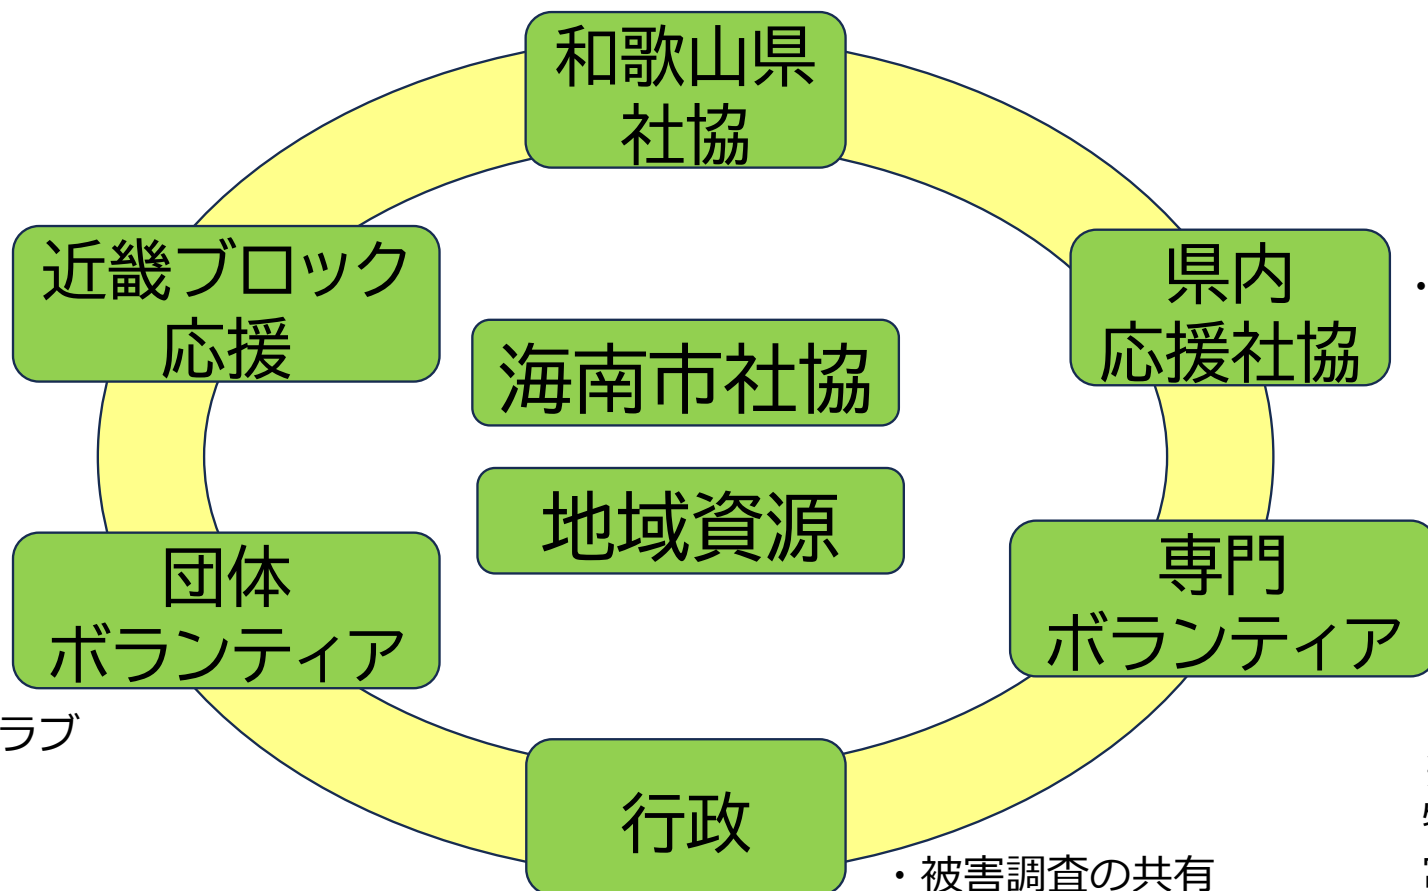 和歌山県
社協
近畿ブロック
応援
県内
応援社協
・
海南市社協
地域資源
団体
ボランティア
専門
ボランティア
ラブ
行政
・被害調査の共有